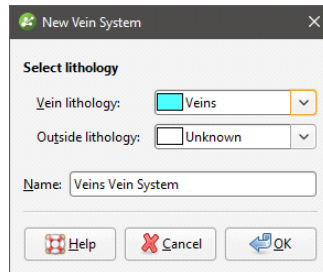 New Vein System
Select lithology
Vein lithology: Veins
Outside lithology: Unknown
Name: Veins Vein System
Help Cancel OK